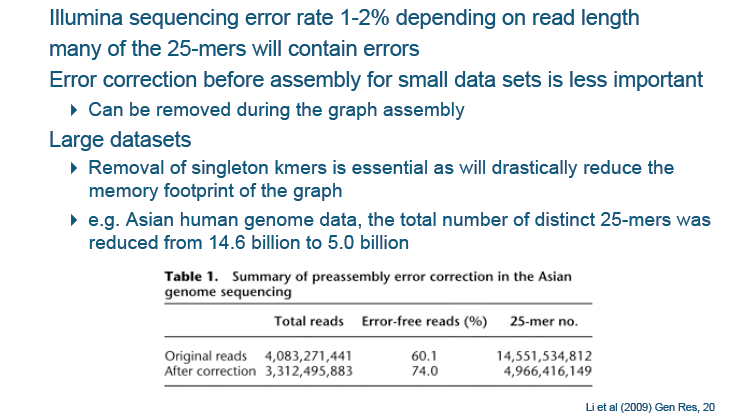 Illumina sequencing error rate 1-2% depending on read length
many of the 25-mers will contain errors
Error correction before assembly for small data sets is less important
Can be removed during the graph assembly
Large datasets
Removal of singleton kmers is essential as will drastically reduce the
memory footprint of the graph
e.g. Asian human genome data, the total number of distinct 25-mers was
reduced from 14.6 billion to 5.0 billion
Table 1. Summary of preassembly error correction in the Asian
genome sequencing
Total reads Error-free reads (%) 25-mer no.
Original reads 4,083,271,441 60.1 14,551,534,812
After correction 3,312,495,883 74.0 4,966,416,149
Li et al (2009) Gen Res, 20